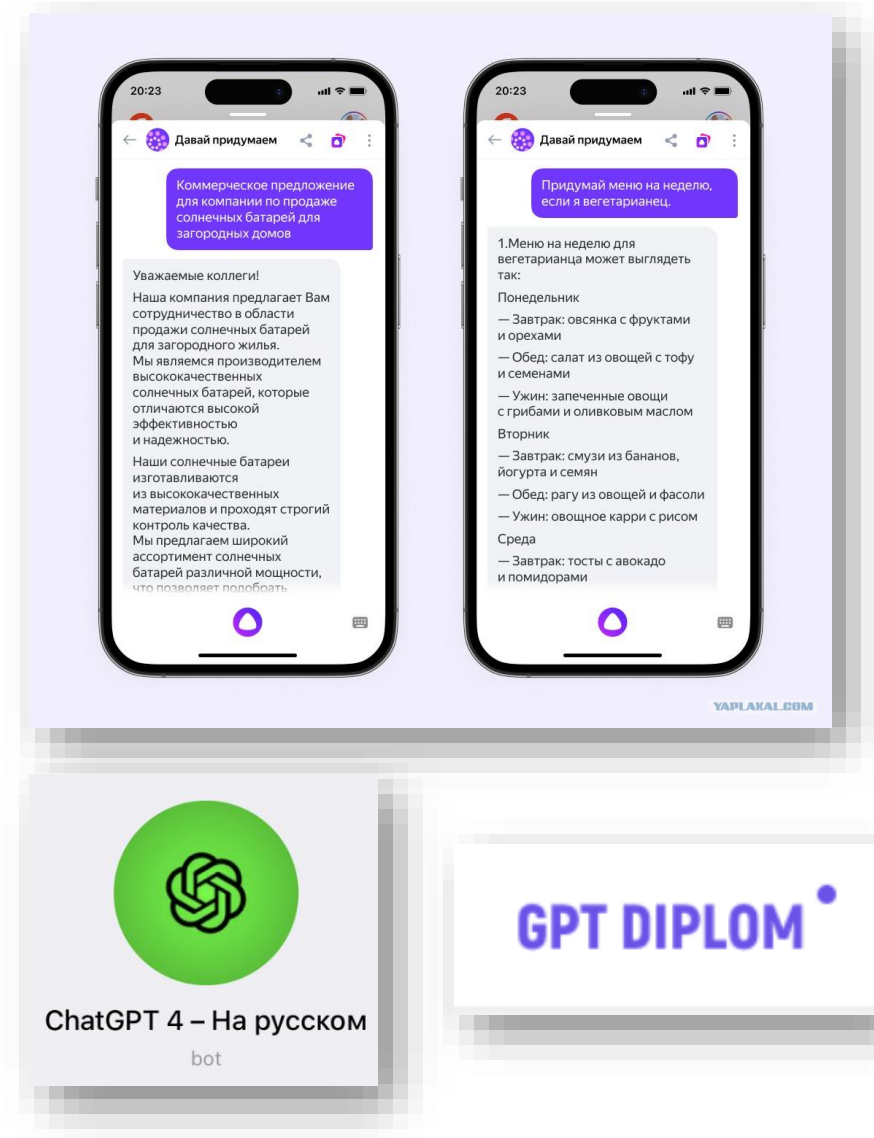 20:23
Давай придумаем
Коммерческое предложение
для компании по продаже
солнечных батарей для
загородных домов
Уважаемые коллеги!
Наша компания предлагает Вам
сотрудничество в области
продажи солнечных батарей
для загородного жилья.
Мы являемся производителем
высококачественных
солнечных батарей, которые
отличаются высокой
эффективностью
и надежностью.
Наши солнечные батареи
изготавливаются
из высококачественных
материалов и проходят строгий
контроль качества.
Мы предлагаем широкий
ассортимент солнечных
батарей различной мощности,
что позволяет подобрать
20:23
Давай придумаем
Придумай меню на неделю,
если я вегетарианец.
1.Меню на неделю для
вегетарианца может выглядеть
так:
Понедельник
— Завтрак: овсянка с фруктами
и орехами
— Обед: салат из овощей с тофу
и семенами
— Ужин: запеченные овощи
с грибами и оливковым маслом
Вторник
— Завтрак: смузи из бананов,
йогурта и семян
— Обед: рагу из овощей и фасоли
— Ужин: овощное карри с рисом
Среда
— Завтрак: тосты с авокадо
и помидорами
YAPLAKAL.COM
ChatGPT 4 – На русском
bot
GPT DIPLOM